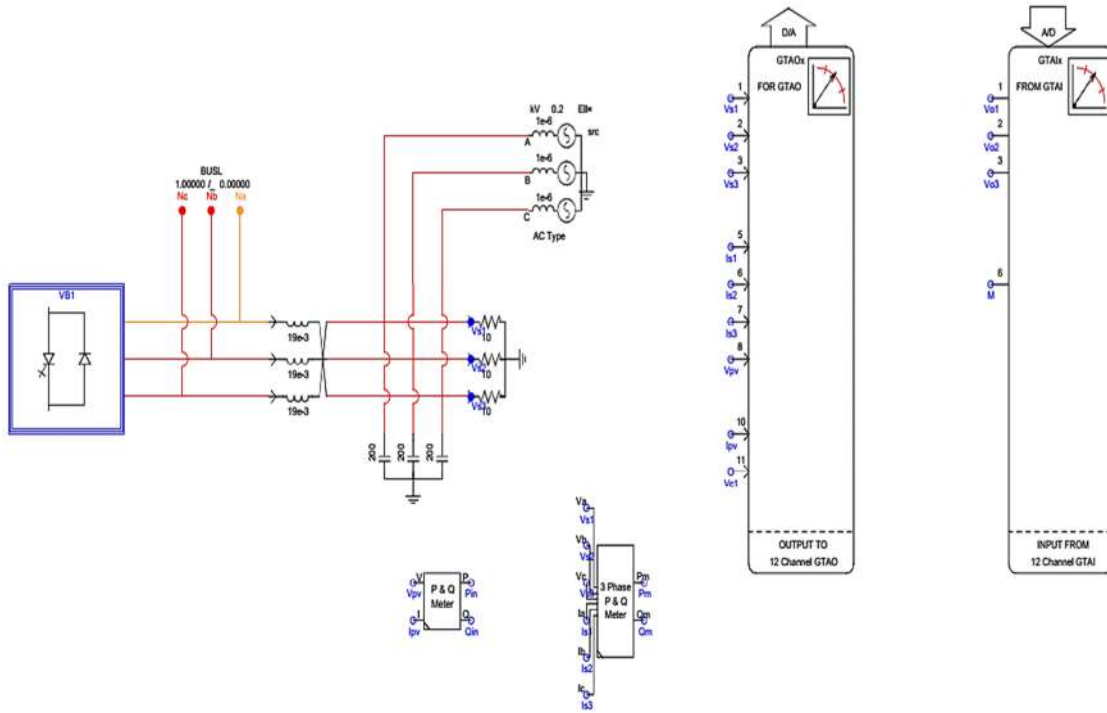 D/A
GTAOx
FOR GTAO
1
Vs1
2
Vs2
3
Vs3
5
Is1
6
Is2
7
Is3
8
Vpv
10
Ipv
11
Vc1
OUTPUT TO
12 Channel GTAO
A/D
GTAIx
FROM GTAI
1
Vo1
2
Vo2
3
Vo3
6
M
INPUT FROM
12 Channel GTAI
kV 0.2
1e-6
src
A
1e-6
B
1e-6
C
AC Type
BUSL
1.00000 /_ 0.00000
Nc Nb Na
VB1
19e-3
Vs1
10
19e-3
Vs2
10
19e-3
10
200 200 200
V P
Vpv P & Q Pin
Meter
I Q
Ipv Qin
Va
Vs1
Vb
Vs2
Vc 3 Phase Pm
P & Q Pm
Ia Meter Qm
Is1 Qm
Ib
Is2
Ic
Is3